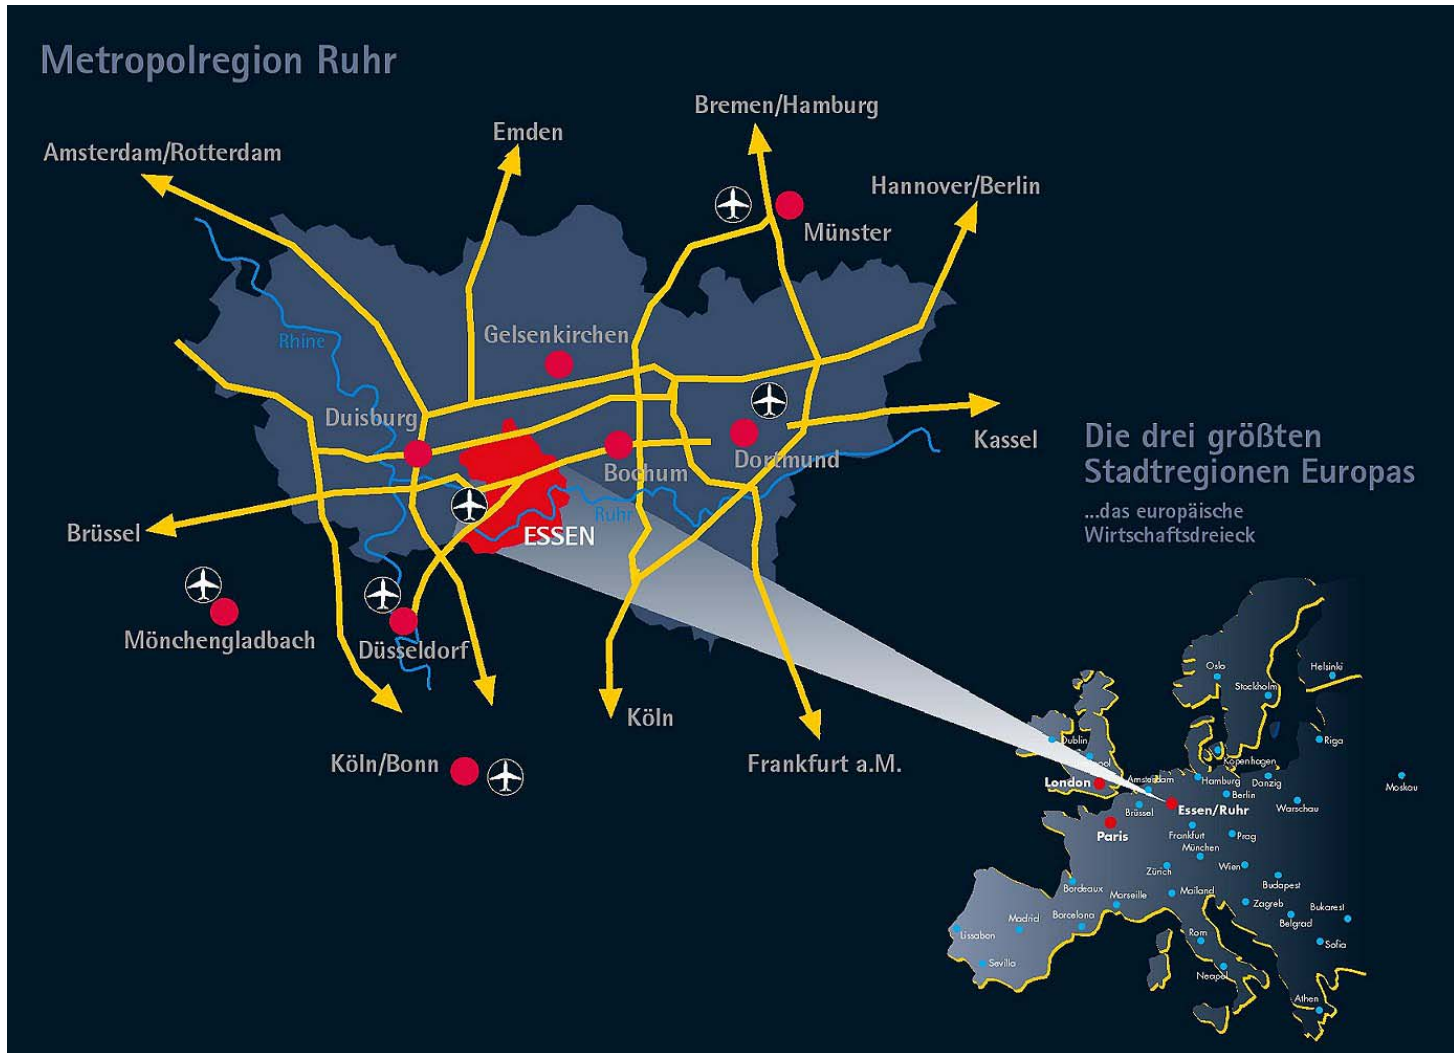 Metropolregion Ruhr
Bremen/Hamburg
Emden
Amsterdam/Rotterdam
Hannover/Berlin
Münster
Rhine
Gelsenkirchen
Duisburg
Kassel
Bochum
Dortmund
Ruhr
ESSEN
Brüssel
Mönchengladbach
Düsseldorf
Köln
Köln/Bonn
Frankfurt a.M.
Die drei größten
Stadtregionen Europas
...das europäische
Wirtschaftsdreieck
Oslo
Helsinki
Stockholm
Dublin
Riga
Kopenhagen
London
Amsterdam
Hamburg
Danzig
Moskau
Berlin
Warschau
Brüssel
Essen/Ruhr
Paris
Frankfurt
Prag
München
Zürich
Wien
Bordeaux
Budapest
Marseille
Mailand
Zagreb
Bukarest
Madrid
Barcelona
Belgrad
Lissabon
Rom
Sofia
Sevilla
Neapel
Athen